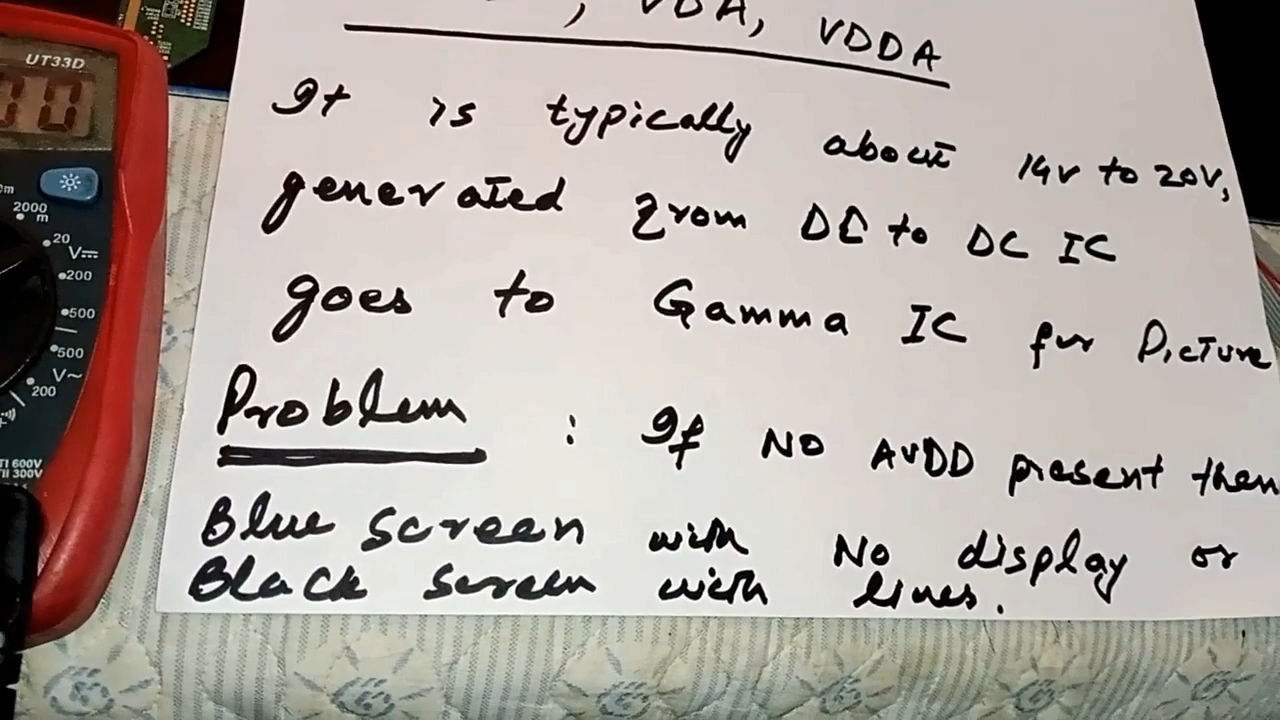 , VDA, VDDA
It is typically about 14v to 20v,
generated from DC to DC IC
goes to Gamma IC for Picture
Problem : If NO AVDD present then
Blue screen with No display or
Black screen with lines.
UT33D
2000
m
20
V
200
500
500
V~
200
600V
300V